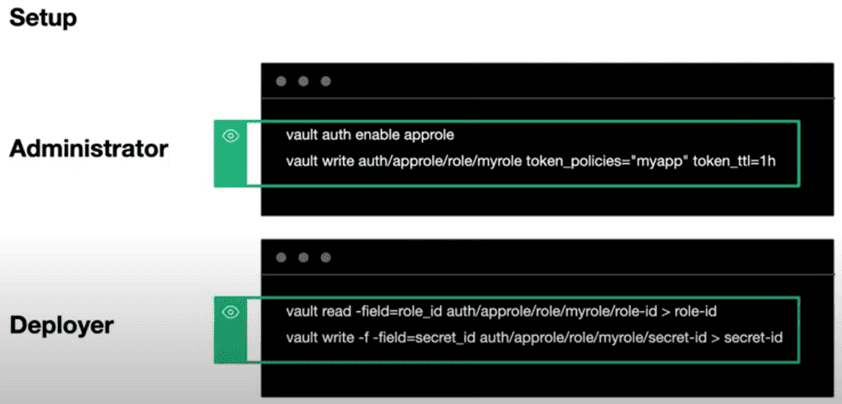 Setup
Administrator
vault auth enable approle
vault write auth/approle/role/myrole token_policies="myapp" token_ttl=1h
Deployer
vault read -field=role_id auth/approle/role/myrole/role-id > role-id
vault write -f -field=secret_id auth/approle/role/myrole/secret-id > secret-id